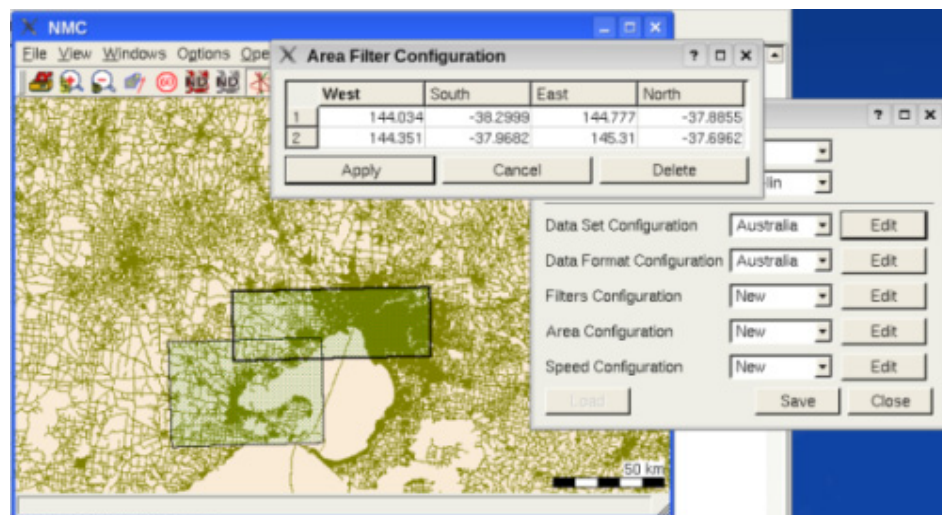 NMC
File View Windows Options Ope
Area Filter Configuration
West South East North
1 144.034 -38.2999 144.777 -37.8855
2 144.351 -37.9682 145.31 -37.6962
Apply Cancel Delete
lin
Data Set Configuration Australia Edit
Data Format Configuration Australia Edit
Filters Configuration New Edit
Area Configuration New Edit
Speed Configuration New Edit
Load Save Close
50 km